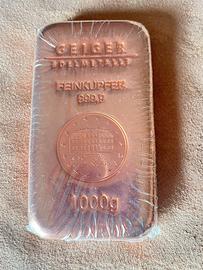 GEIGER
EDELMETALLE
FEINKUPFER
999.9
1000g